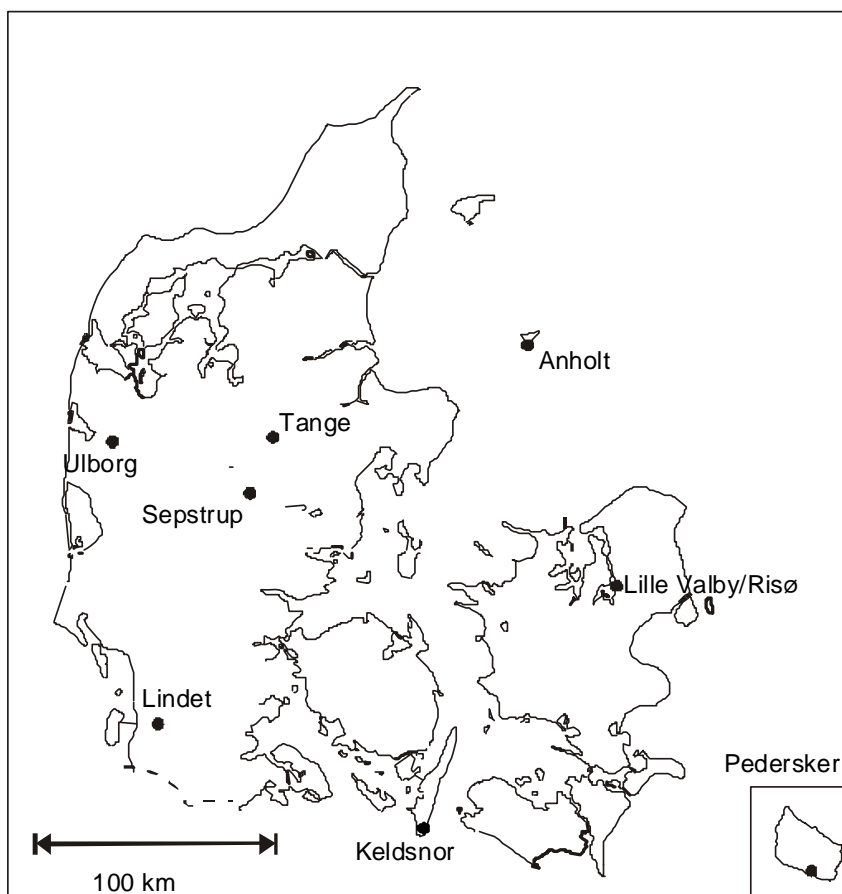 Anholt
Tange
Ulborg
Sepstrup
Lille Valby/Risø
Lindet
Pedersker
Keldsnor
100 km